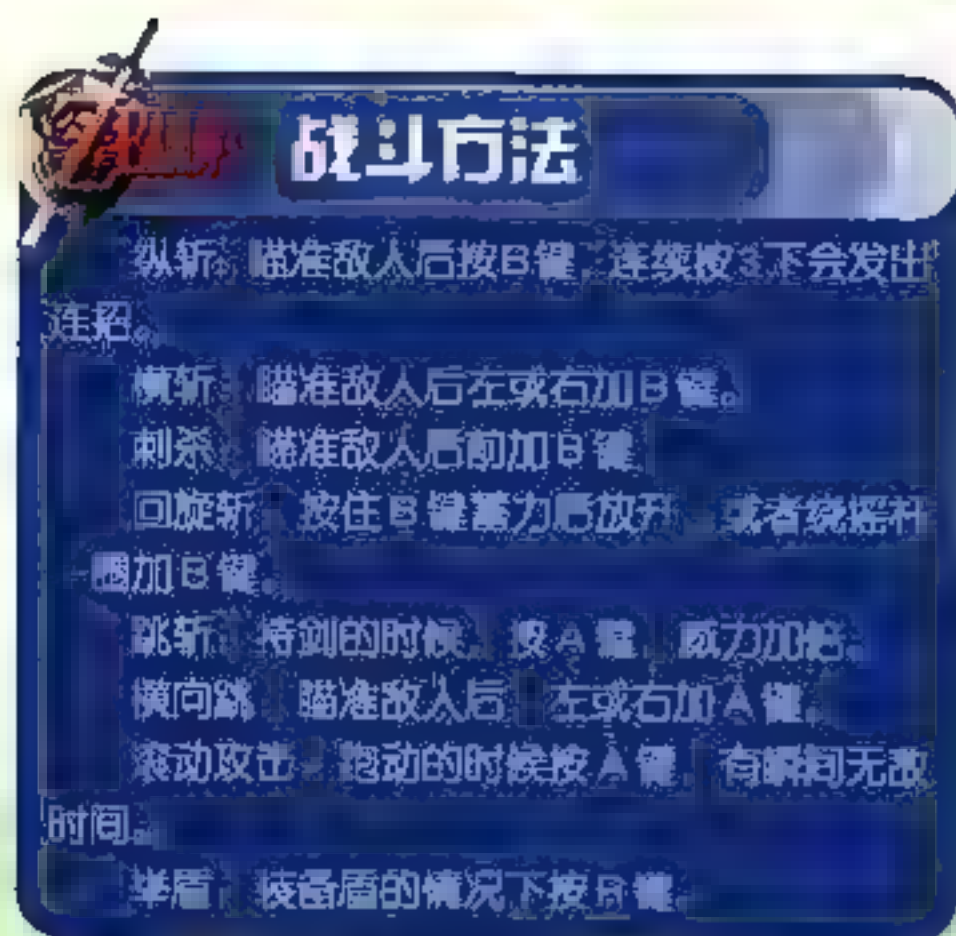 战斗方法
纵斩：瞄准敌人后按B键，连续按3下会发出
连招。
横斩：瞄准敌人后左或右加B键。
刺杀：瞄准敌人后前加B键
回旋斩：按住B键蓄力后放开，或者绕摇杆
一圈加B键。
跳斩：持剑的时候，按A键，威力加倍。
横向跳：瞄准敌人后，左或右加A键。
滚动攻击：跑动的时候按A键，有瞬间无敌
时间。
举盾：装备盾的情况下按R键。